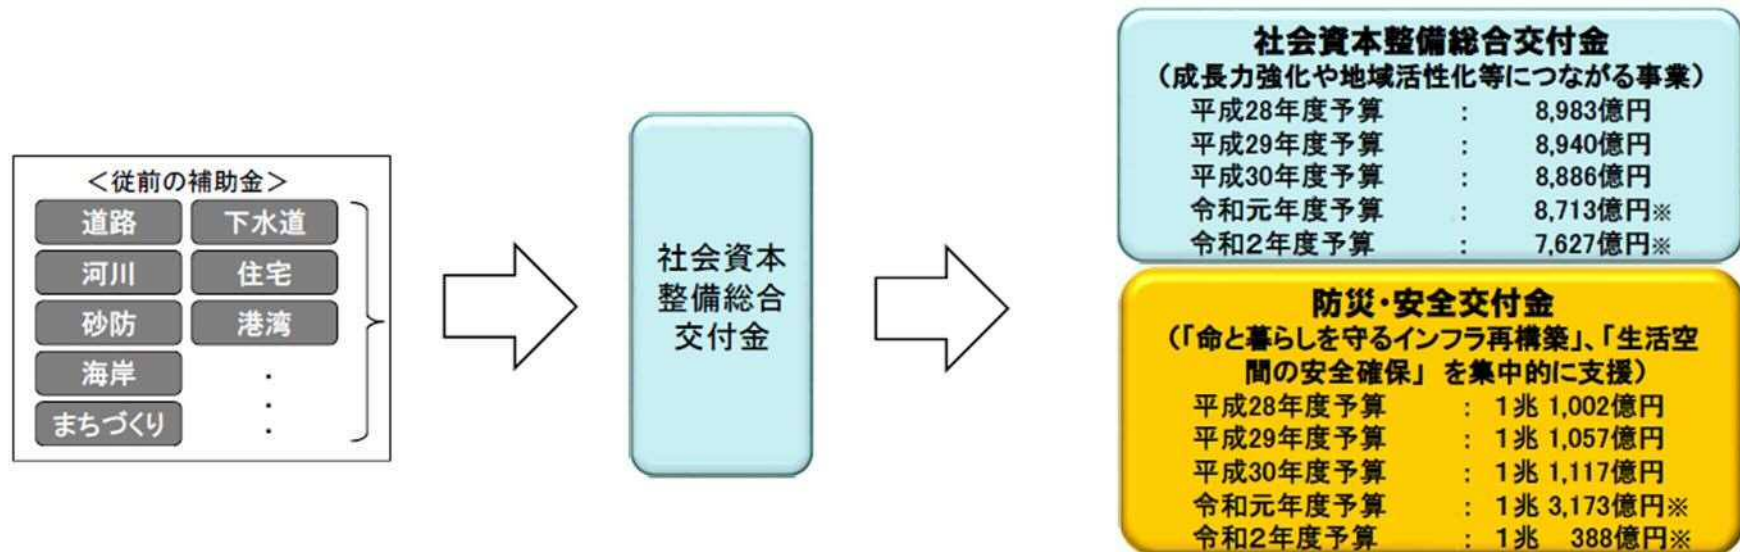 ＜従前の補助金＞
道路 下水道
河川 住宅
砂防 港湾
海岸 ・
まちづくり ・
・
社会資本
整備総合
交付金
社会資本整備総合交付金
（成長力強化や地域活性化等につながる事業）
平成28年度予算 ： 8,983億円
平成29年度予算 ： 8,940億円
平成30年度予算 ： 8,886億円
令和元年度予算 ： 8,713億円※
令和２年度予算 ： 7,627億円※
防災・安全交付金
（「命と暮らしを守るインフラ再構築」、「生活空
間の安全確保」 を集中的に支援）
平成28年度予算 ： １兆 1,002億円
平成29年度予算 ： １兆 1,057億円
平成30年度予算 ： １兆 1,117億円
令和元年度予算 ： １兆 3,173億円※
令和２年度予算 ： １兆 388億円※